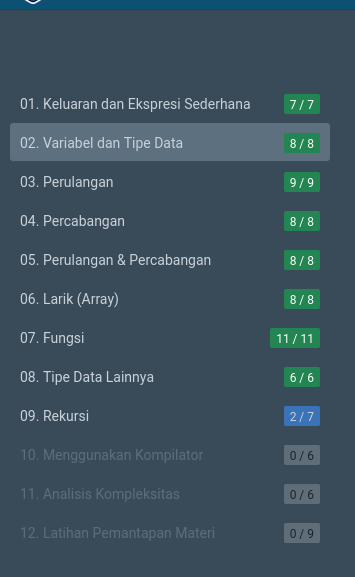 01. Keluaran dan Ekspresi Sederhana 7 / 7
02. Variabel dan Tipe Data 8 / 8
03. Perulangan 9 / 9
04. Percabangan 8 / 8
05. Perulangan & Percabangan 8 / 8
06. Larik (Array) 8 / 8
07. Fungsi 11 / 11
08. Tipe Data Lainnya 6 / 6
09. Rekursi 2 / 7
10. Menggunakan Kompilator 0 / 6
11. Analisis Kompleksitas 0 / 6
12. Latihan Pemantapan Materi 0 / 9